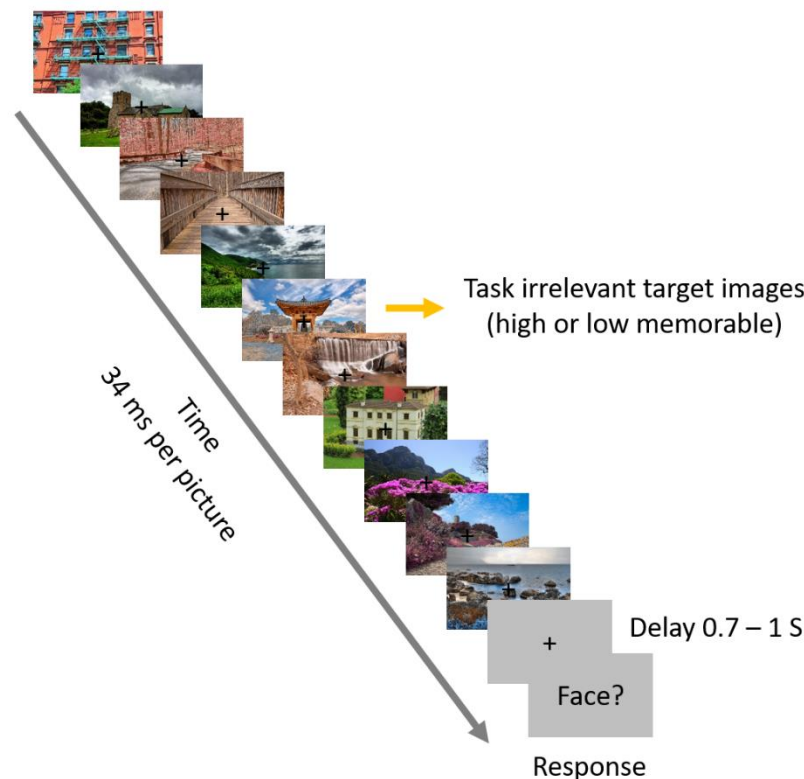 Task irrelevant target images
(high or low memorable)
Time
34 ms per picture
Delay 0.7 – 1 S
+
Face?
Response